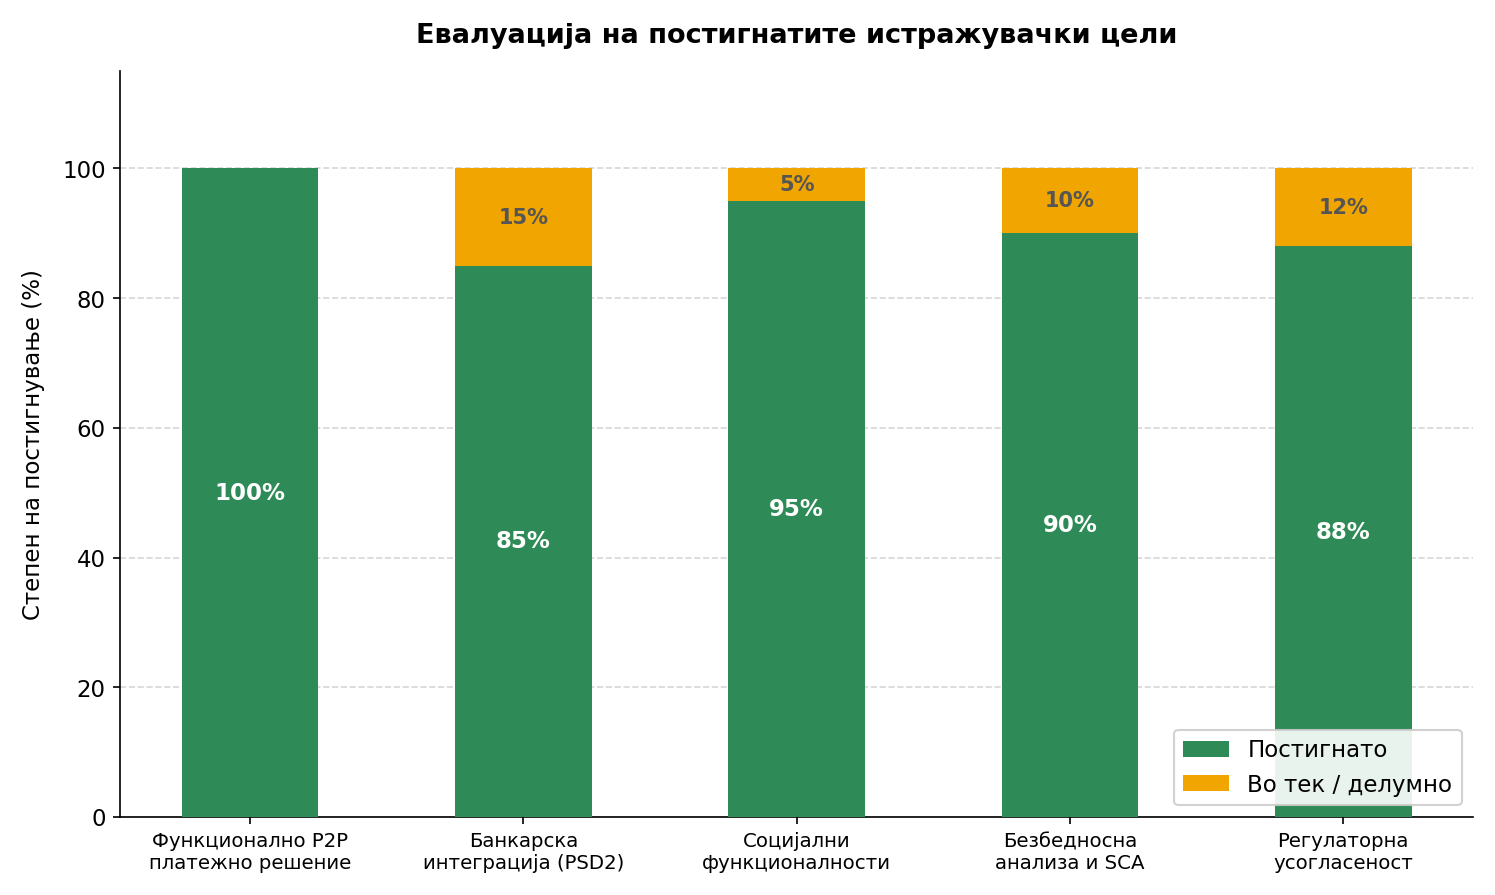 Евалуација на постигнатите истражувачки цели
Степен на постигнување (%)
100
80
60
40
20
0
100%
15%
85%
5%
95%
10%
90%
12%
88%
Постигнато
Во тек / делумно
Функционално P2P
платежно решение
Банкарска
интеграција (PSD2)
Социјални
функционалности
Безбедносна
анализа и SCA
Регулаторна
усогласеност